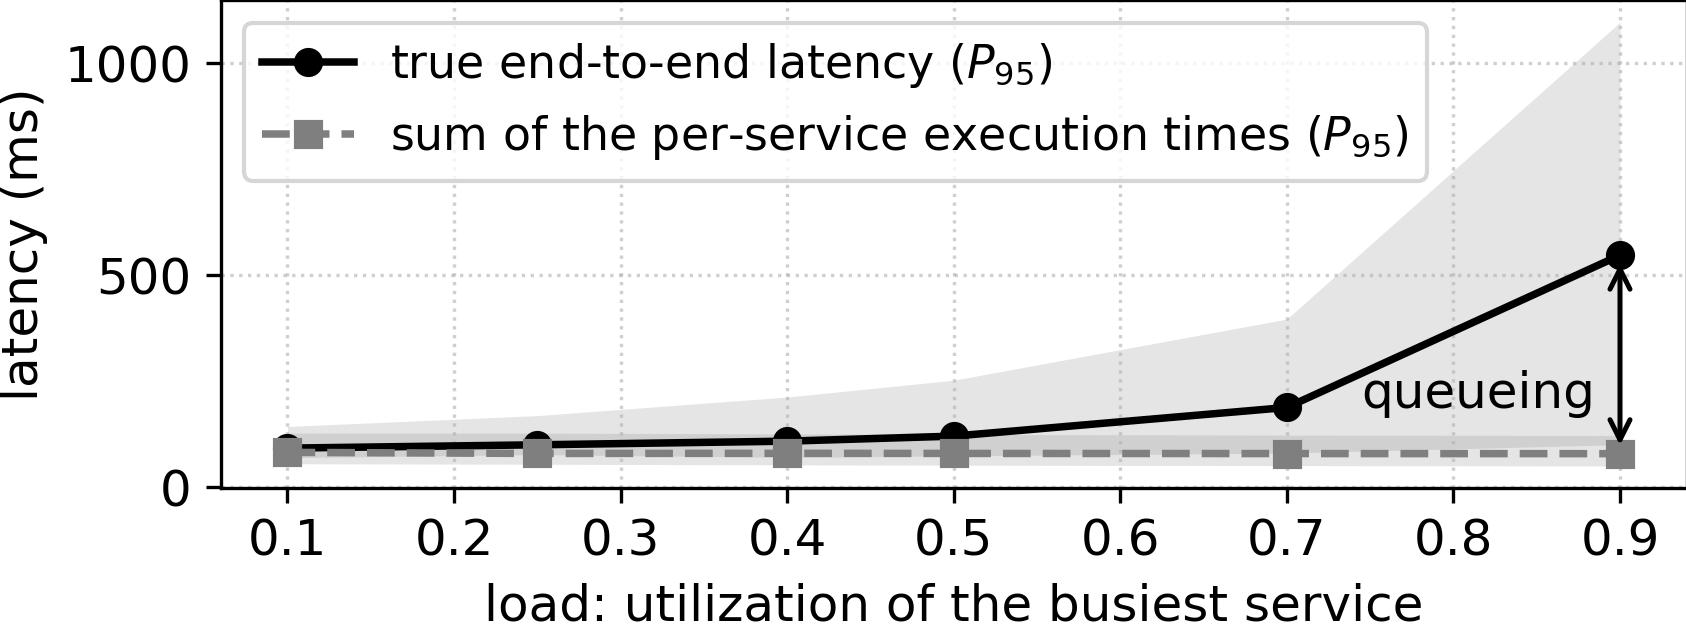 latency (ms)
1000
500
0
true end-to-end latency (P95)
sum of the per-service execution times (P95)
queueing
0.1 0.2 0.3 0.4 0.5 0.6 0.7 0.8 0.9
load: utilization of the busiest service